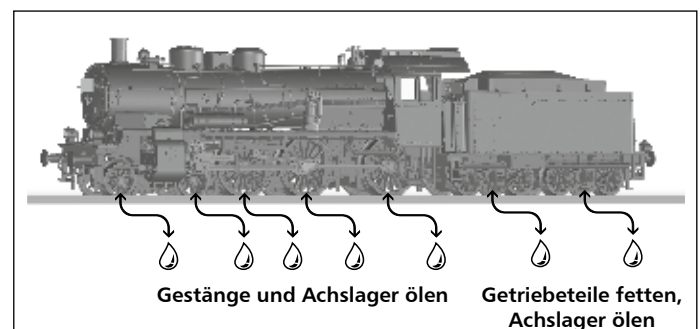 Gestänge und Achslager ölen
Getriebeteile fetten,
Achslager ölen